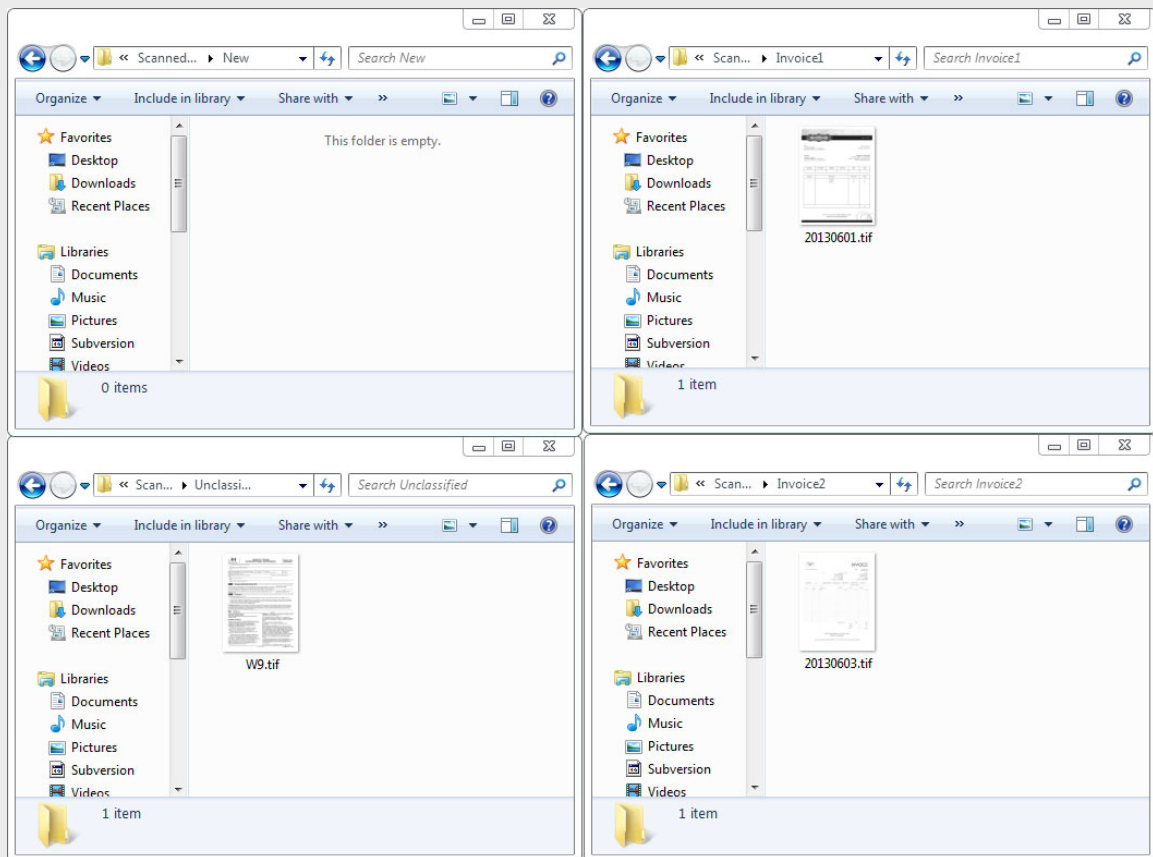 « Scanned... ▸ New
Search New
Organize Include in library Share with »
Favorites
Desktop
Downloads
Recent Places
Libraries
Documents
Music
Pictures
Subversion
Videos
This folder is empty.
0 items
« Scan... ▸ Invoice1
Search Invoice1
Organize Include in library Share with »
Favorites
Desktop
Downloads
Recent Places
Libraries
Documents
Music
Pictures
Subversion
Videos
20130601.tif
1 item
« Scan... ▸ Unclassi...
Search Unclassified
Organize Include in library Share with »
Favorites
Desktop
Downloads
Recent Places
Libraries
Documents
Music
Pictures
Subversion
Videos
W9.tif
1 item
« Scan... ▸ Invoice2
Search Invoice2
Organize Include in library Share with »
Favorites
Desktop
Downloads
Recent Places
Libraries
Documents
Music
Pictures
Subversion
Videos
INVOICE
20130603.tif
1 item